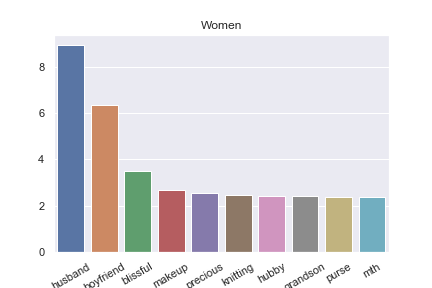 Women
8
6
4
2
0
husband
boyfriend
blissful
makeup
precious
knitting
hubby
grandson
purse
mth